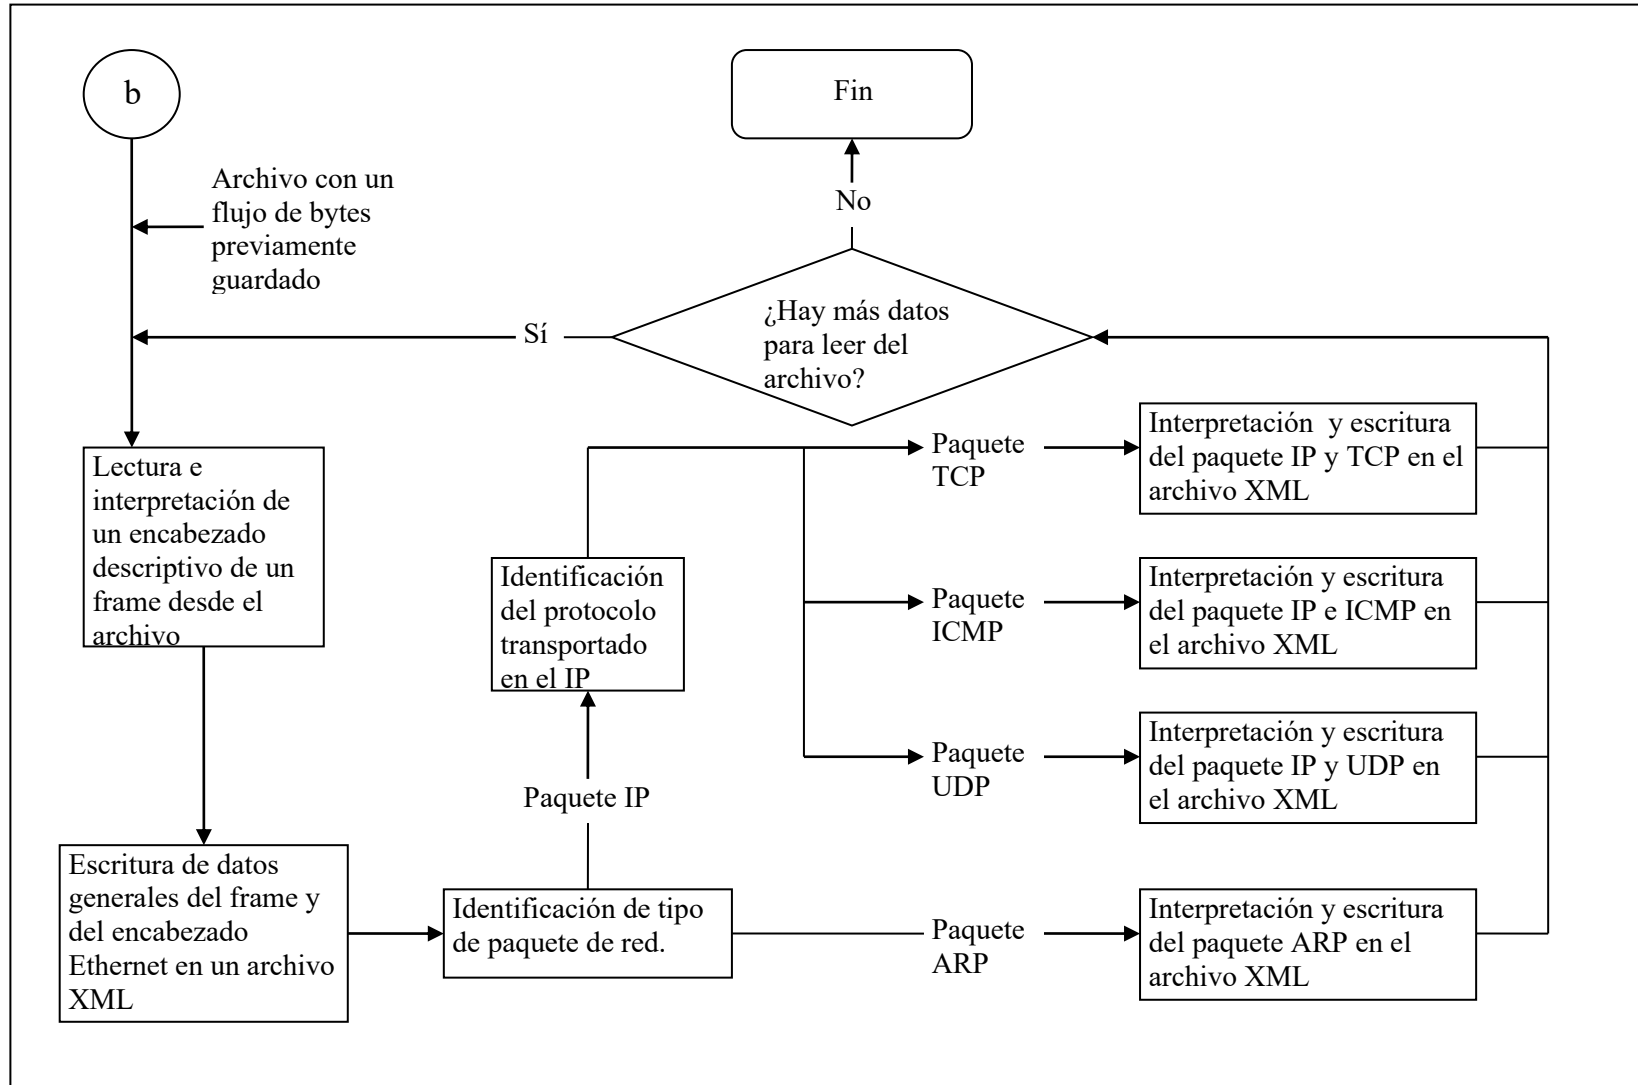 b
Fin
Archivo con un
flujo de bytes
previamente
guardado
No
¿Hay más datos
para leer del
archivo?
Sí
Lectura e
interpretación de
un encabezado
descriptivo de un
frame desde el
archivo
Identificación
del protocolo
transportado
en el IP
Paquete
TCP
Interpretación y escritura
del paquete IP y TCP en el
archivo XML
Paquete
ICMP
Interpretación y escritura
del paquete IP e ICMP en
el archivo XML
Paquete
UDP
Interpretación y escritura
del paquete IP y UDP en
el archivo XML
Paquete IP
Escritura de datos
generales del frame y
del encabezado
Ethernet en un archivo
XML
Identificación de tipo
de paquete de red.
Paquete
ARP
Interpretación y escritura
del paquete ARP en el
archivo XML